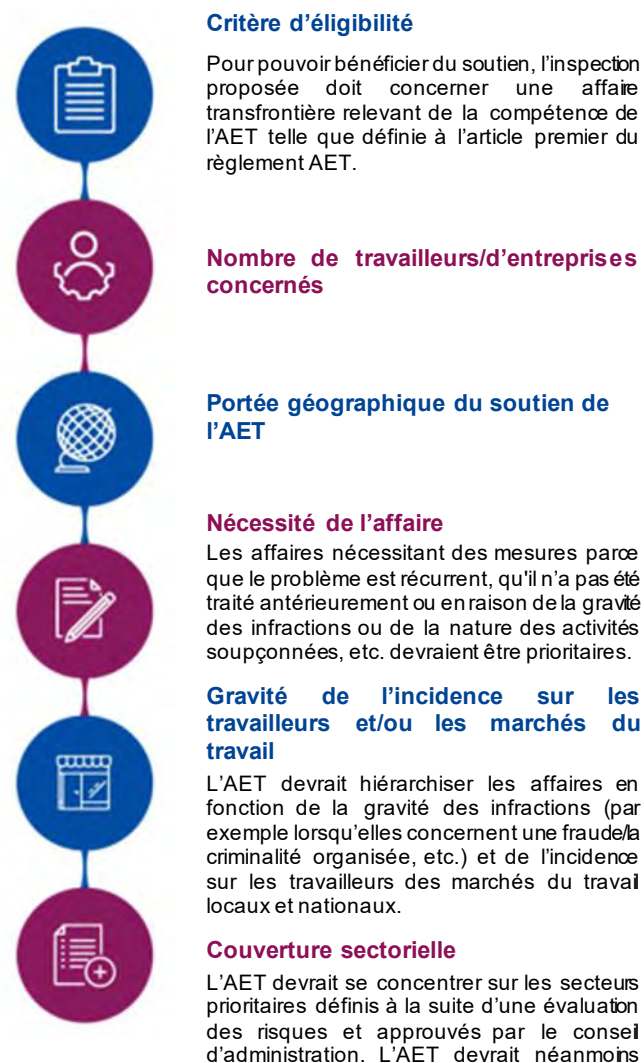 Critère d’éligibilité
Pour pouvoir bénéficier du soutien, l’inspection
proposée doit concerner une affaire
transfrontière relevant de la compétence de
l’AET telle que définie à l’article premier du
règlement AET.
Nombre de travailleurs/d’entreprises
concernés
Portée géographique du soutien de
l’AET
Nécessité de l’affaire
Les affaires nécessitant des mesures parce
que le problème est récurrent, qu'il n’a pas été
traité antérieurement ou en raison de la gravité
des infractions ou de la nature des activités
soupçonnées, etc. devraient être prioritaires.
Gravité de l’incidence sur les
travailleurs et/ou les marchés du
travail
L’AET devrait hiérarchiser les affaires en
fonction de la gravité des infractions (par
exemple lorsqu’elles concernent une fraude/la
criminalité organisée, etc.) et de l’incidence
sur les travailleurs des marchés du travail
locaux et nationaux.
Couverture sectorielle
L’AET devrait se concentrer sur les secteurs
prioritaires définis à la suite d’une évaluation
des risques et approuvés par le conseil
d’administration. L’AET devrait néanmoins